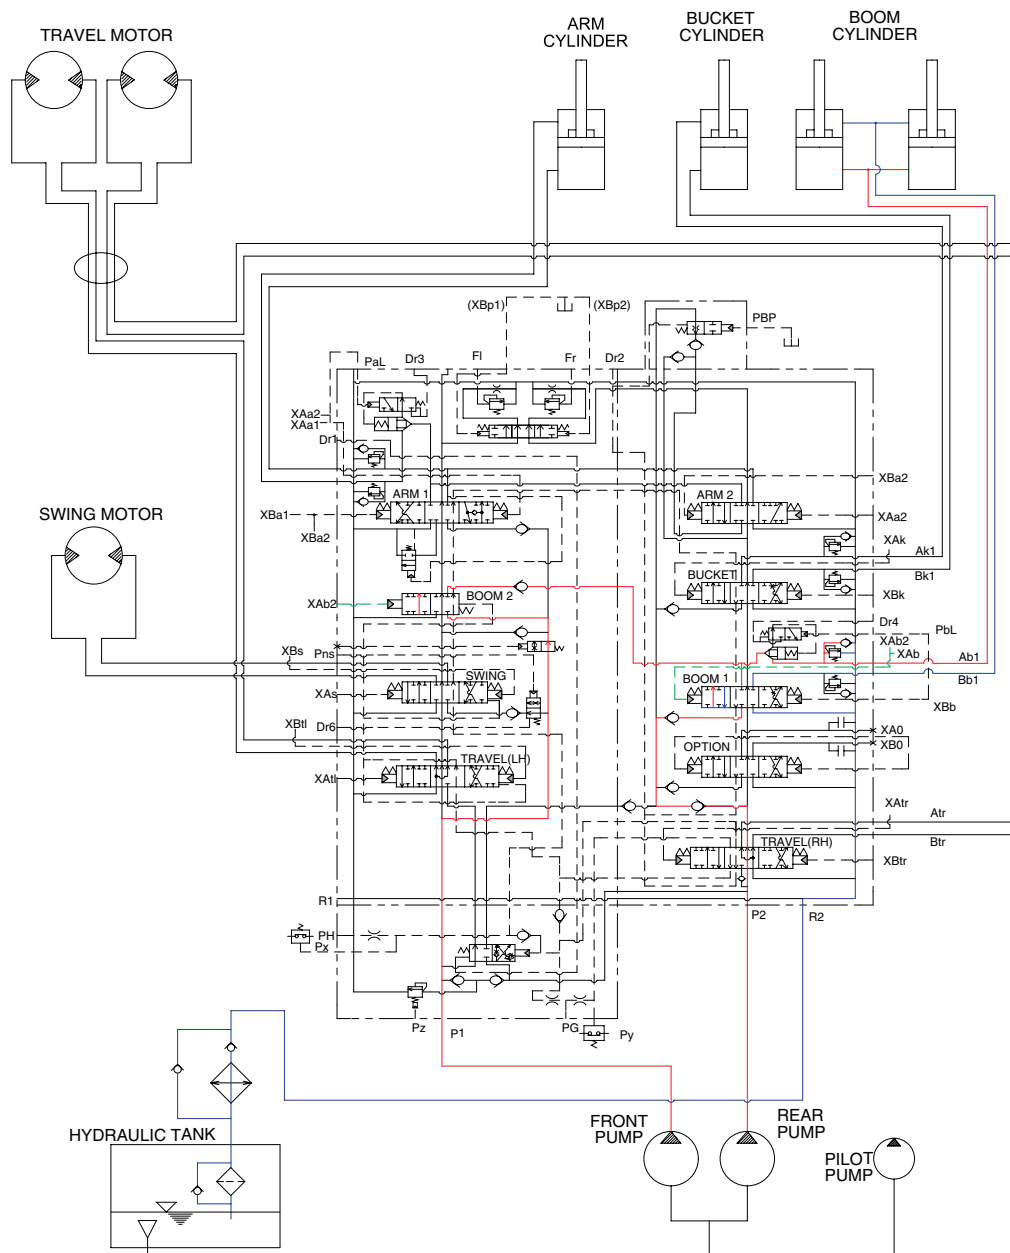 TRAVEL MOTOR
ARM
CYLINDER
BUCKET
CYLINDER
BOOM
CYLINDER
(XBp1)
(XBp2)
PBP
PaL
Dr3
Fl
Fr
Dr2
XAa2
XAa1
Dr1
XBa2
ARM 1
ARM 2
SWING MOTOR
XBa1
XBa2
XAa2
XAk
Ak1
BUCKET
Bk1
XBk
XAb2
BOOM 2
Dr4
PbL
XAb2
XAb
XBs
Pns
Ab1
SWING
BOOM 1
Bb1
XAs
XBb
XBtl
Dr6
XA0
XB0
OPTION
TRAVEL(LH)
XAtl
XAtr
Atr
TRAVEL(RH)
Btr
XBtr
R1
P2
R2
PH
Px
Pz
P1
PG
Py
FRONT
PUMP
REAR
PUMP
HYDRAULIC TANK
PILOT
PUMP